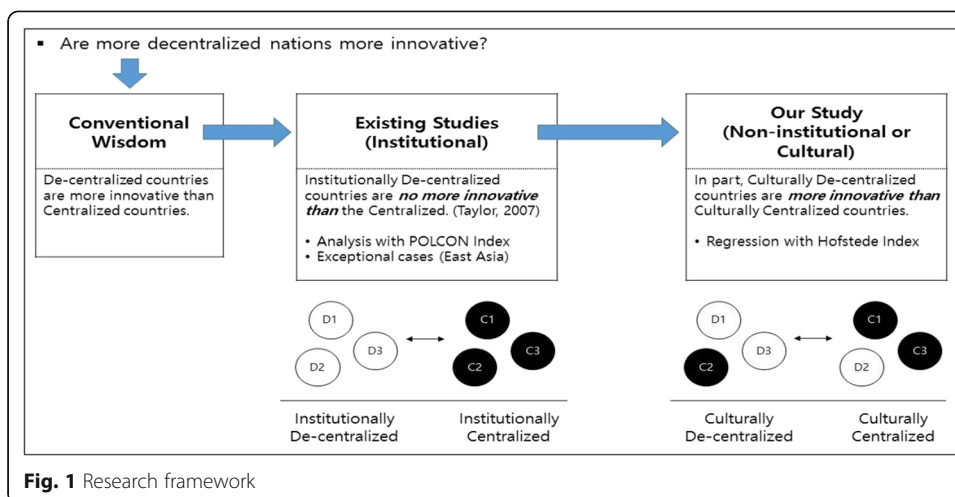 ▪ Are more decentralized nations more innovative?
Conventional
Wisdom
De-centralized countries
are more innovative than
Centralized countries.
Existing Studies
(Institutional)
Institutionally De-centralized
countries are no more innovative
than the Centralized. (Taylor, 2007)
• Analysis with POLCON Index
• Exceptional cases (East Asia)
Our Study
(Non-institutional or
Cultural)
In part, Culturally De-centralized
countries are more innovative than
Culturally Centralized countries.
• Regression with Hofstede Index
D1
D3
D2
C1
C3
C2
Institutionally
De-centralized
Institutionally
Centralized
D1
D3
C2
C1
C3
D2
Culturally
De-centralized
Culturally
Centralized
Fig. 1 Research framework